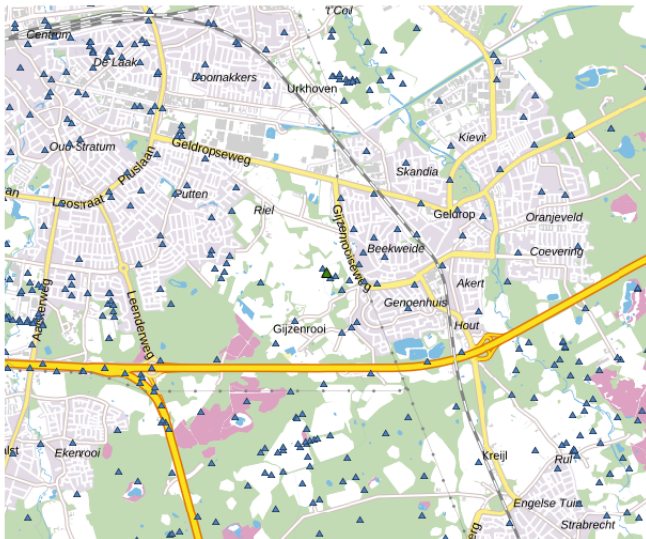 't Coll
Centrum
De Laak
Doornakkers
Urkhoven
Kievit
Oud-Stratum
Geldropseweg
Piuslaan
Skandia
Putten
Leostraat
Riel
Gijzenrooiseweg
Geldrop
Oranjeveld
Beekweide
Coevering
Akert
Aalsterweg
Leenderweg
Genoenhuis
Gijzenrooi
Hout
Ekenrooi
Kreijl
Rul
Engelse Tuin
Strabrecht